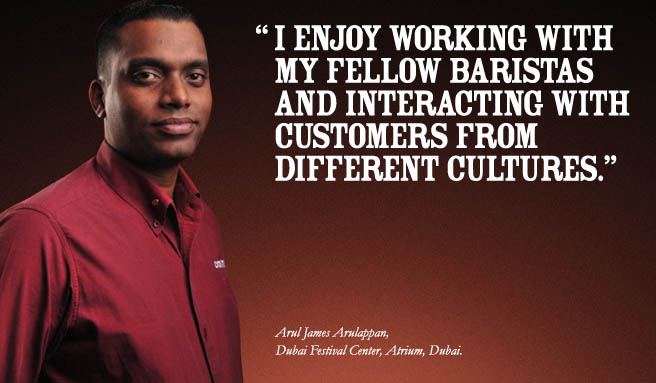 “ I ENJOY WORKING WITH
MY FELLOW BARISTAS
AND INTERACTING WITH
CUSTOMERS FROM
DIFFERENT CULTURES.”
Arul James Arulappan,
Dubai Festival Center, Atrium, Dubai.